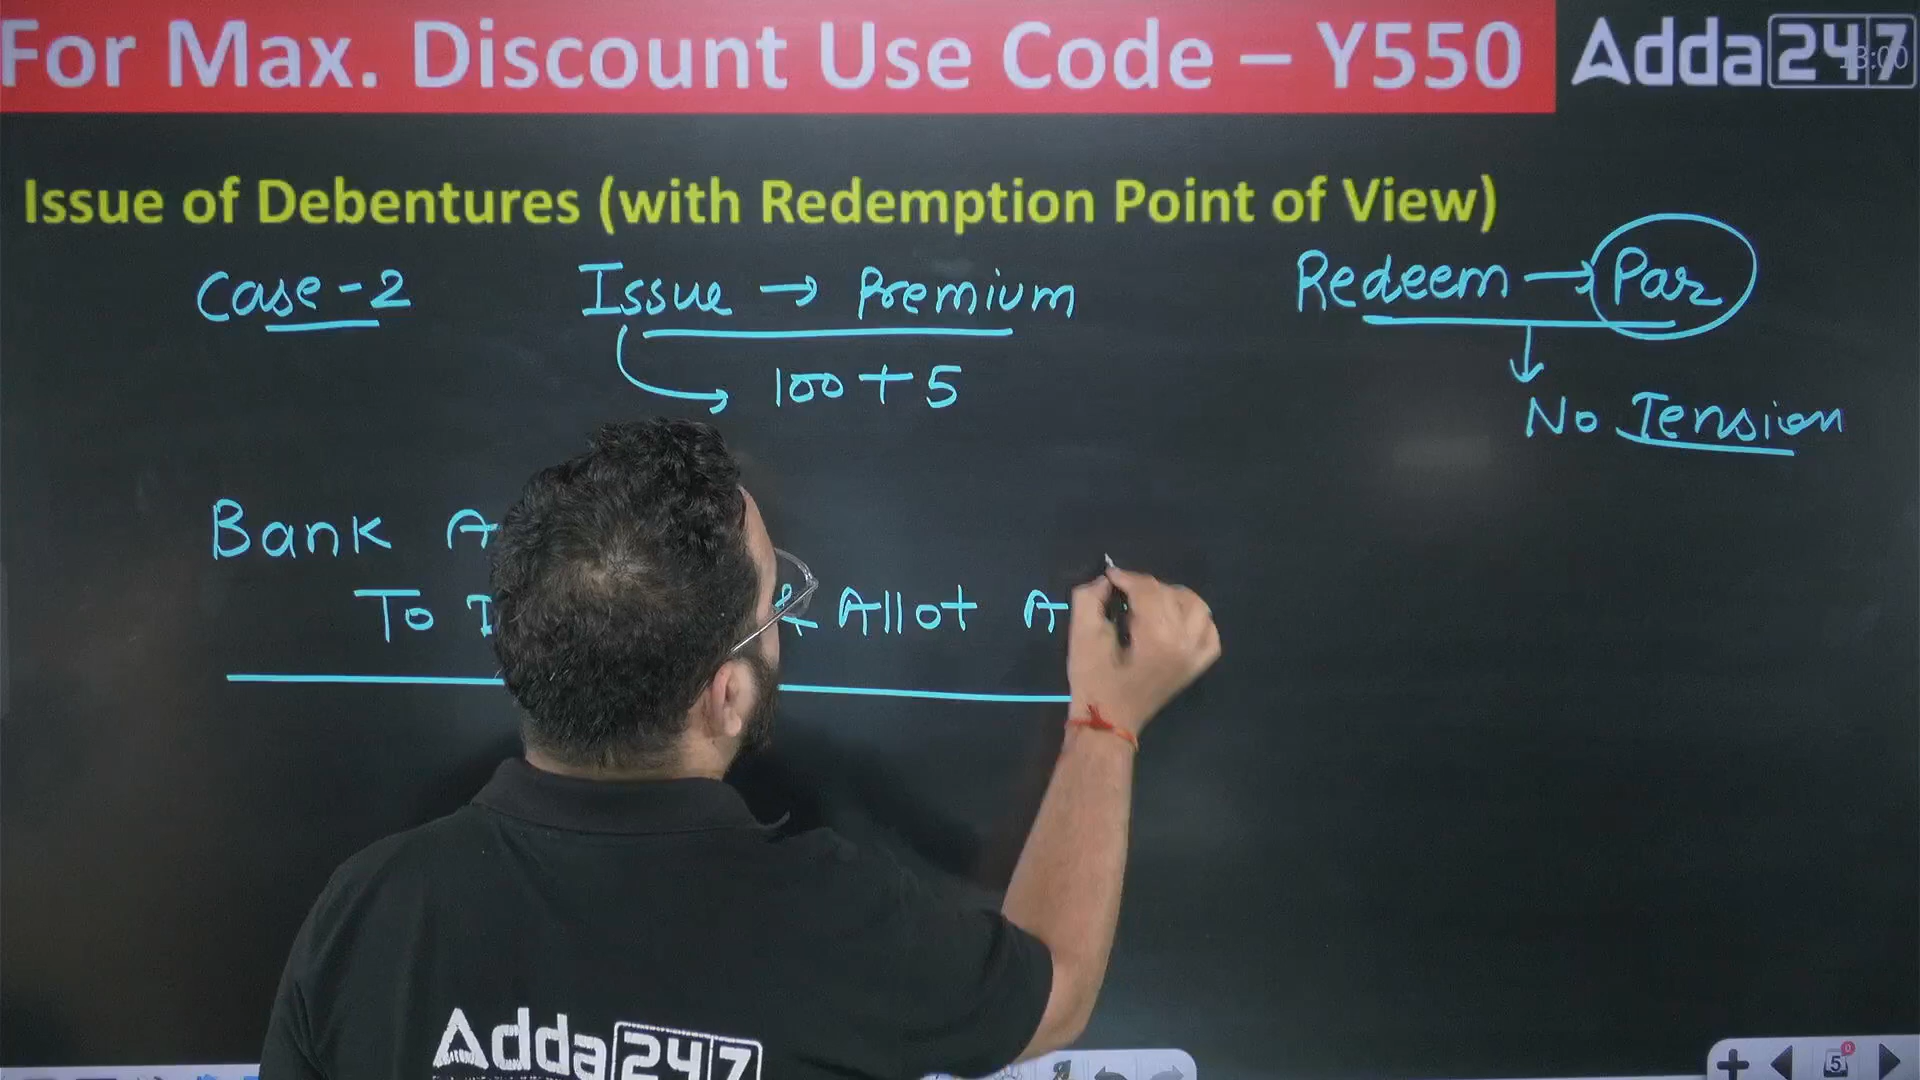 For Max. Discount Use Code – Y550
Adda247
Issue of Debentures (with Redemption Point of View)
Case-2 Issue → Premium Redeem → Par
100+5
No Tension
Bank A
To I & Allot A
Adda247
5